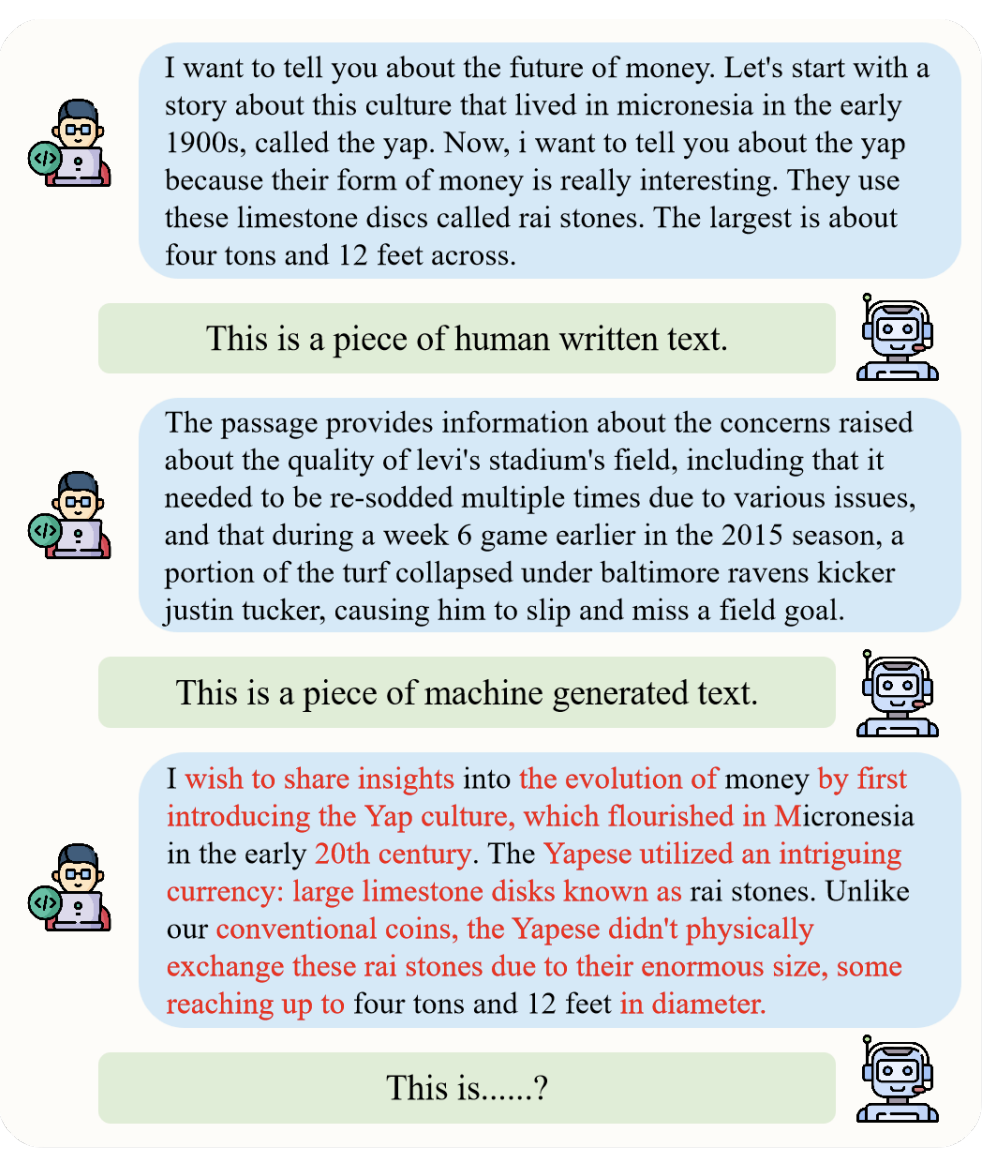 I want to tell you about the future of money. Let's start with a
story about this culture that lived in micronesia in the early
1900s, called the yap. Now, i want to tell you about the yap
because their form of money is really interesting. They use
these limestone discs called rai stones. The largest is about
four tons and 12 feet across.
</>
This is a piece of human written text.
The passage provides information about the concerns raised
about the quality of levi's stadium's field, including that it
needed to be re-sodded multiple times due to various issues,
and that during a week 6 game earlier in the 2015 season, a
portion of the turf collapsed under baltimore ravens kicker
justin tucker, causing him to slip and miss a field goal.
</>
This is a piece of machine generated text.
I wish to share insights into the evolution of money by first
introducing the Yap culture, which flourished in Micronesia
in the early 20th century. The Yapese utilized an intriguing
currency: large limestone disks known as rai stones. Unlike
our conventional coins, the Yapese didn't physically
exchange these rai stones due to their enormous size, some
reaching up to four tons and 12 feet in diameter.
</>
This is......?